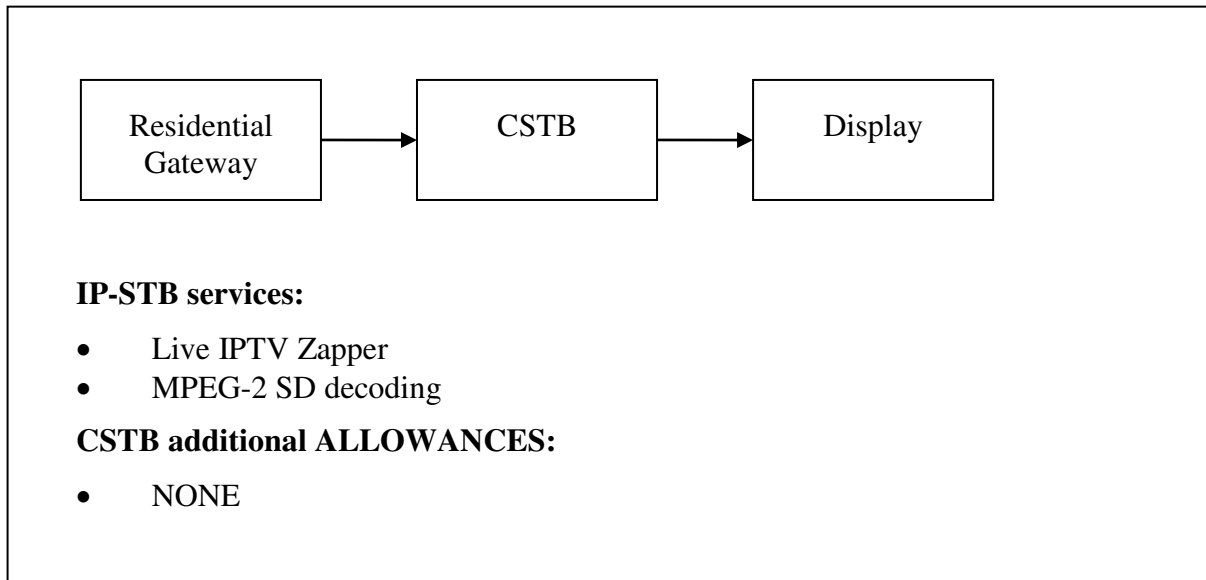 Residential
Gateway
CSTB
Display
IP-STB services:
• Live IPTV Zapper
• MPEG-2 SD decoding
CSTB additional ALLOWANCES:
• NONE